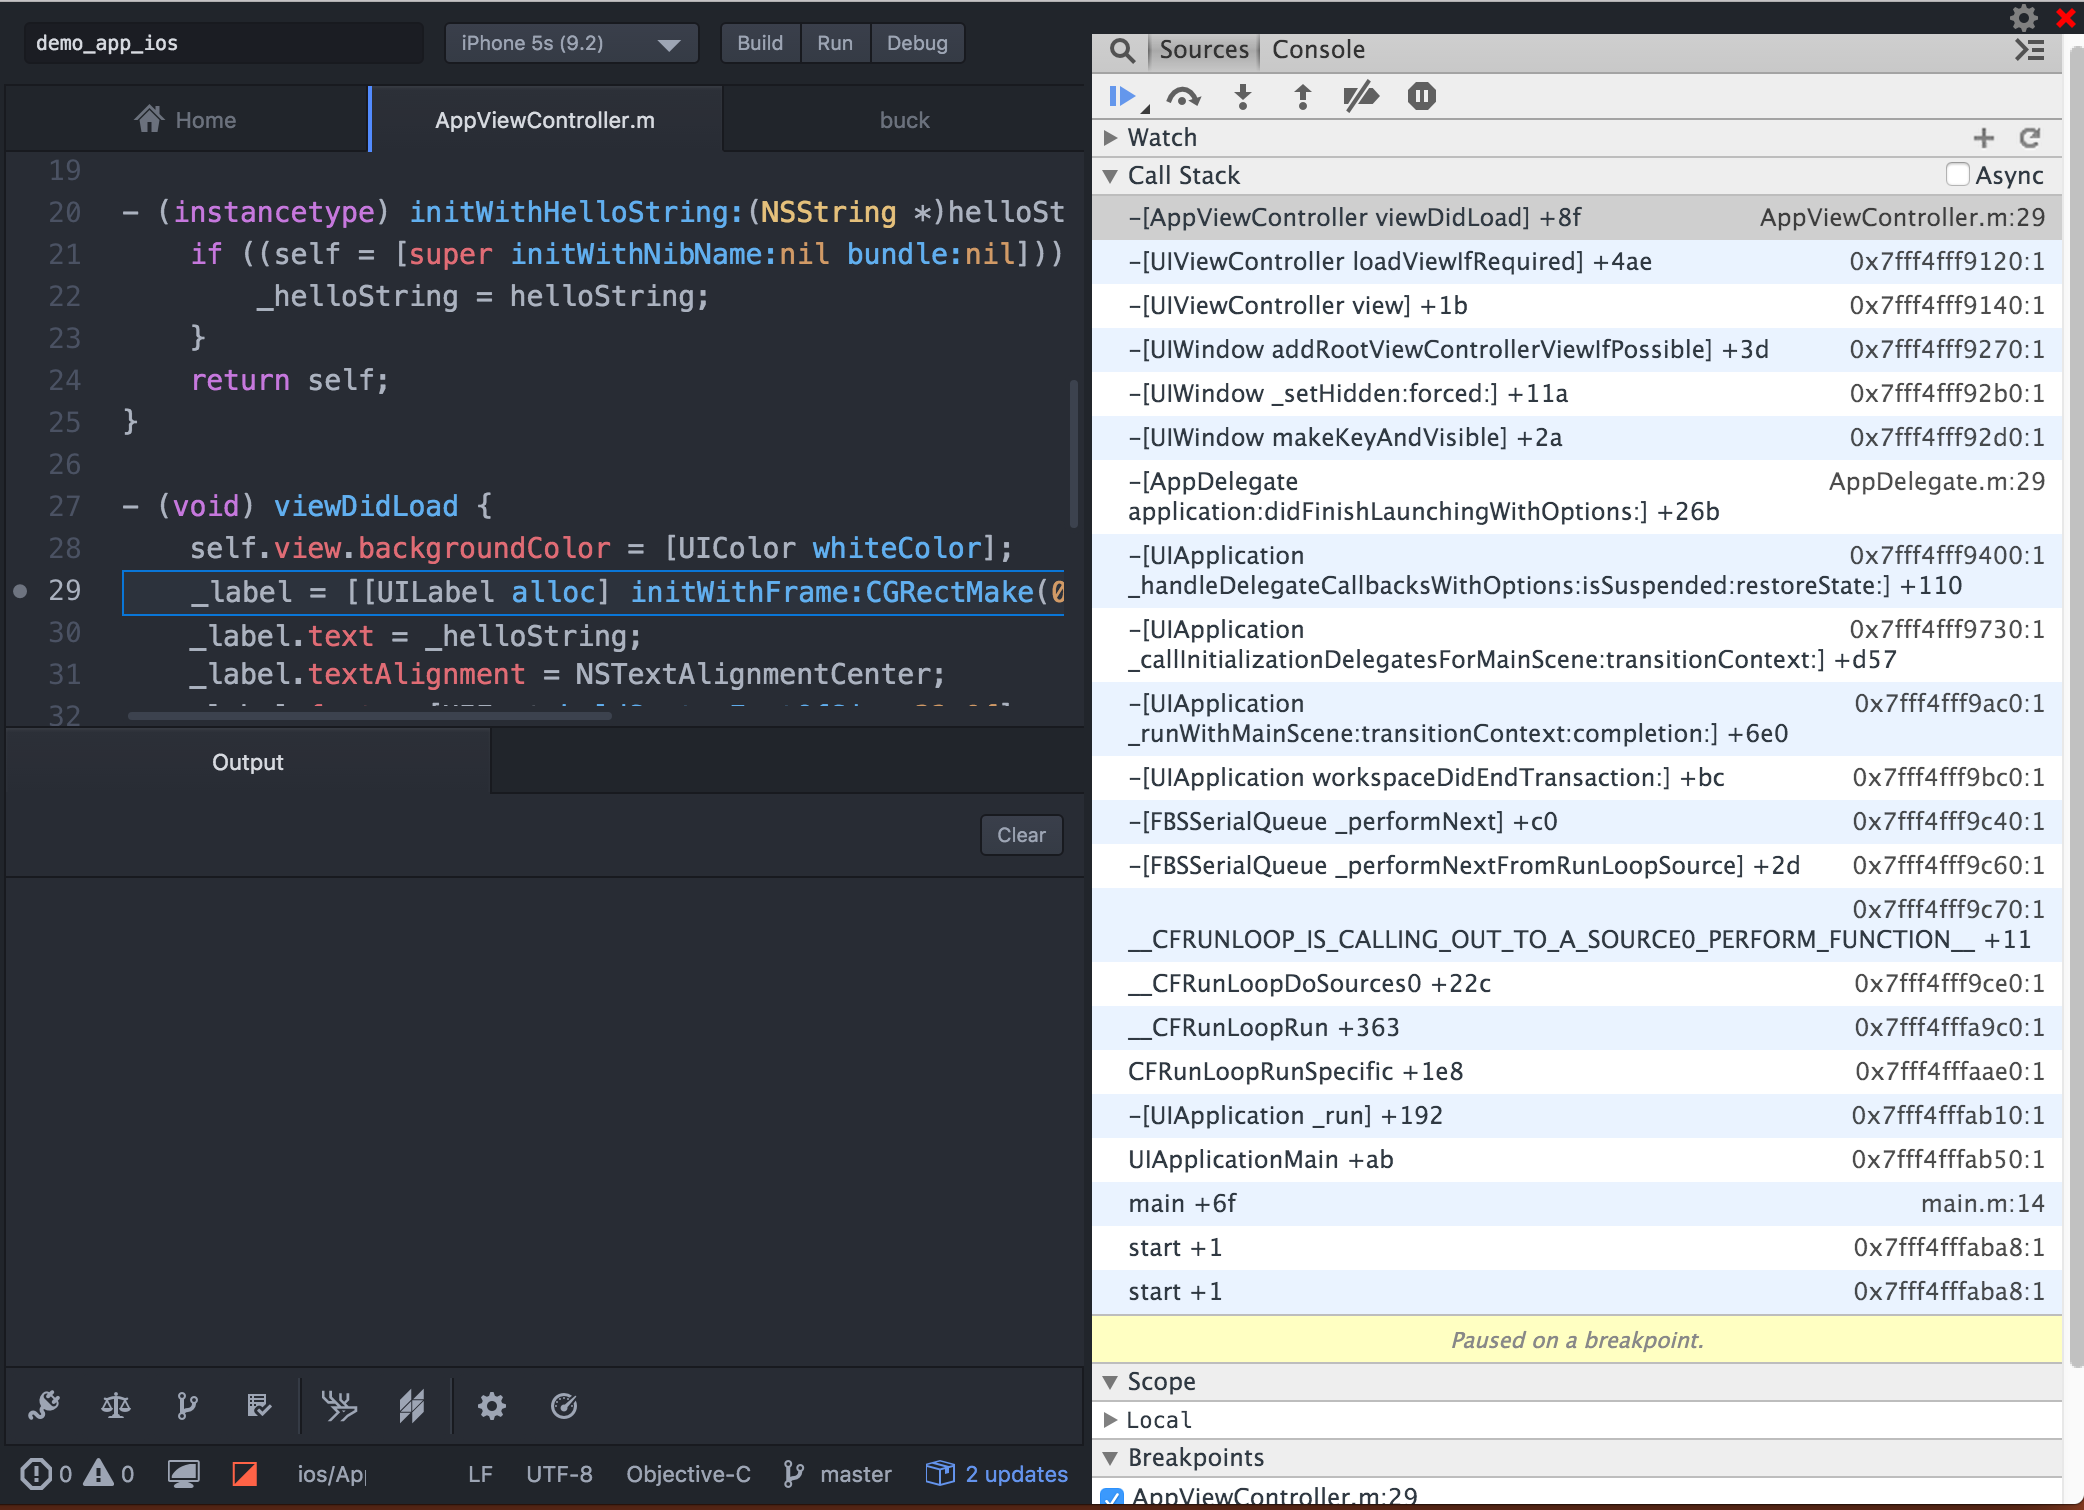 demo_app_ios
iPhone 5s (9.2)
Build Run Debug
Home
AppViewController.m
buck
19
20 - (instancetype) initWithHelloString:(NSString *)helloSt
21 if ((self = [super initWithNibName:nil bundle:nil]))
22 _helloString = helloString;
23 }
24 return self;
25 }
26
27 - (void) viewDidLoad {
28 self.view.backgroundColor = [UIColor whiteColor];
29 _label = [[UILabel alloc] initWithFrame:CGRectMake(0
30 _label.text = _helloString;
31 _label.textAlignment = NSTextAlignmentCenter;
32
Output
Clear
0 0
ios/Ap
LF
UTF-8
Objective-C
master
2 updates
Sources Console
Watch
Call Stack Async
-[AppViewController viewDidLoad] +8f AppViewController.m:29
-[UIViewController loadViewIfRequired] +4ae 0x7fff4fff9120:1
-[UIViewController view] +1b 0x7fff4fff9140:1
-[UIWindow addRootViewControllerViewIfPossible] +3d 0x7fff4fff9270:1
-[UIWindow _setHidden:forced:] +11a 0x7fff4fff92b0:1
-[UIWindow makeKeyAndVisible] +2a 0x7fff4fff92d0:1
-[AppDelegate AppDelegate.m:29
application:didFinishLaunchingWithOptions:] +26b
-[UIApplication 0x7fff4fff9400:1
_handleDelegateCallbacksWithOptions:isSuspended:restoreState:] +110
-[UIApplication 0x7fff4fff9730:1
_callInitializationDelegatesForMainScene:transitionContext:] +d57
-[UIApplication 0x7fff4fff9ac0:1
_runWithMainScene:transitionContext:completion:] +6e0
-[UIApplication workspaceDidEndTransaction:] +bc 0x7fff4fff9bc0:1
-[FBSSerialQueue _performNext] +c0 0x7fff4fff9c40:1
-[FBSSerialQueue _performNextFromRunLoopSource] +2d 0x7fff4fff9c60:1
0x7fff4fff9c70:1
__CFRUNLOOP_IS_CALLING_OUT_TO_A_SOURCE0_PERFORM_FUNCTION__ +11
__CFRunLoopDoSources0 +22c 0x7fff4fff9ce0:1
__CFRunLoopRun +363 0x7fff4fffa9c0:1
CFRunLoopRunSpecific +1e8 0x7fff4fffaae0:1
-[UIApplication _run] +192 0x7fff4fffab10:1
UIApplicationMain +ab 0x7fff4fffab50:1
main +6f main.m:14
start +1 0x7fff4fffaba8:1
start +1 0x7fff4fffaba8:1
Paused on a breakpoint.
Scope
Local
Breakpoints
AppViewController.m:29